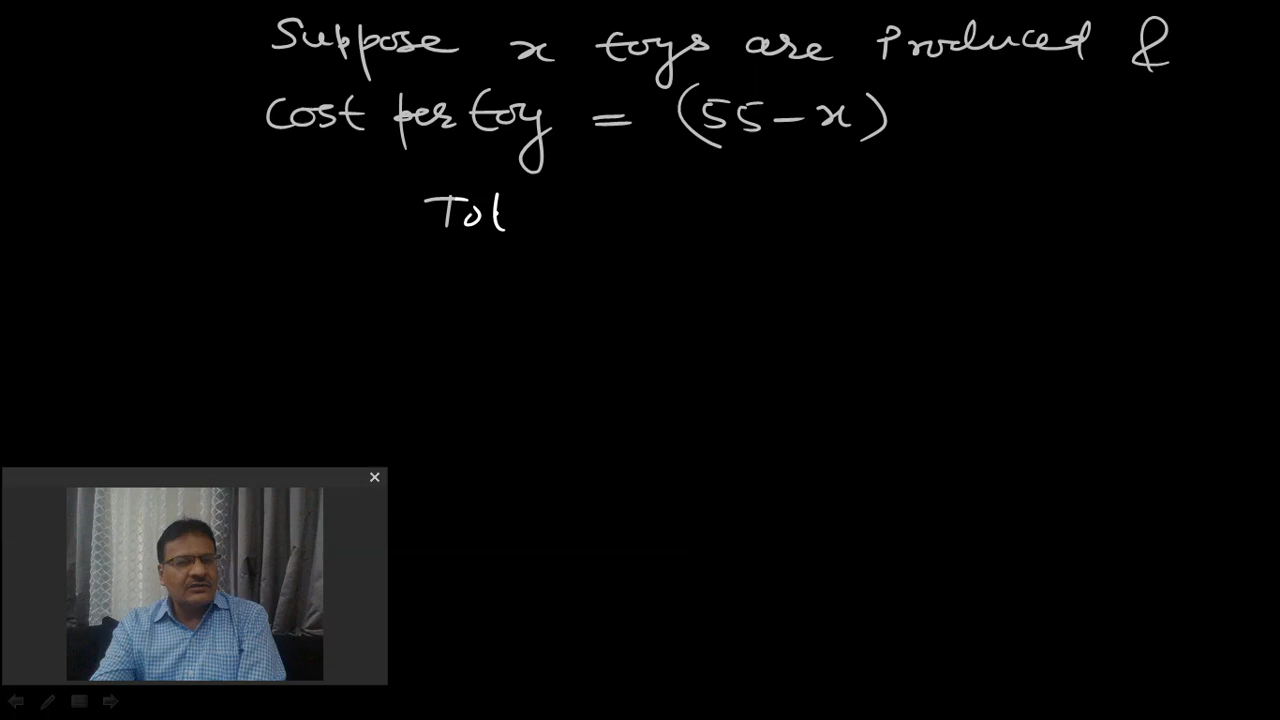 Suppose x toys are produced &
Cost per toy = (55-x)
Tot